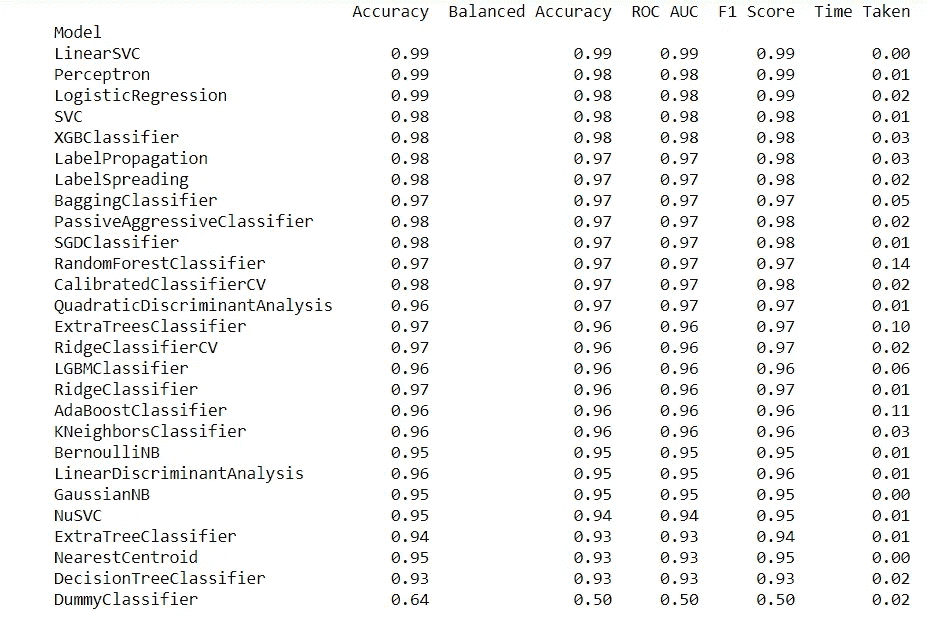 Accuracy Balanced Accuracy ROC AUC F1 Score Time Taken
Model
LinearSVC 0.99 0.99 0.99 0.99 0.00
Perceptron 0.99 0.98 0.98 0.99 0.01
LogisticRegression 0.99 0.98 0.98 0.99 0.02
SVC 0.98 0.98 0.98 0.98 0.01
XGBClassifier 0.98 0.98 0.98 0.98 0.03
LabelPropagation 0.98 0.97 0.97 0.98 0.03
LabelSpreading 0.98 0.97 0.97 0.98 0.02
BaggingClassifier 0.97 0.97 0.97 0.97 0.05
PassiveAggressiveClassifier 0.98 0.97 0.97 0.98 0.02
SGDClassifier 0.98 0.97 0.97 0.98 0.01
RandomForestClassifier 0.97 0.97 0.97 0.97 0.14
CalibratedClassifierCV 0.98 0.97 0.97 0.98 0.02
QuadraticDiscriminantAnalysis 0.96 0.97 0.97 0.97 0.01
ExtraTreesClassifier 0.97 0.96 0.96 0.97 0.10
RidgeClassifierCV 0.97 0.96 0.96 0.97 0.02
LGBMClassifier 0.96 0.96 0.96 0.96 0.06
RidgeClassifier 0.97 0.96 0.96 0.97 0.01
AdaBoostClassifier 0.96 0.96 0.96 0.96 0.11
KNeighborsClassifier 0.96 0.96 0.96 0.96 0.03
BernoulliNB 0.95 0.95 0.95 0.95 0.01
LinearDiscriminantAnalysis 0.96 0.95 0.95 0.96 0.01
GaussianNB 0.95 0.95 0.95 0.95 0.00
NuSVC 0.95 0.94 0.94 0.95 0.01
ExtraTreeClassifier 0.94 0.93 0.93 0.94 0.01
NearestCentroid 0.95 0.93 0.93 0.95 0.00
DecisionTreeClassifier 0.93 0.93 0.93 0.93 0.02
DummyClassifier 0.64 0.50 0.50 0.50 0.02